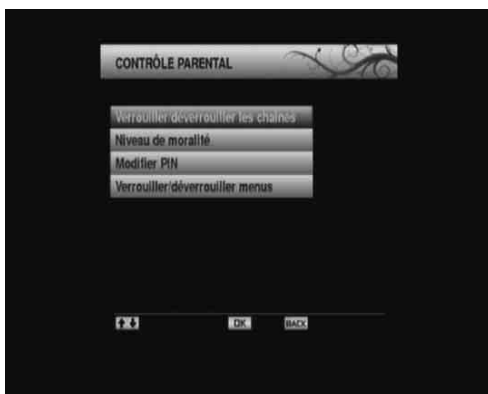 CONTRÔLE PARENTAL
Verrouiller/déverrouiller les chaînes
Niveau de moralité
Modifier PIN
Verrouiller/déverrouiller menus
OK BACK